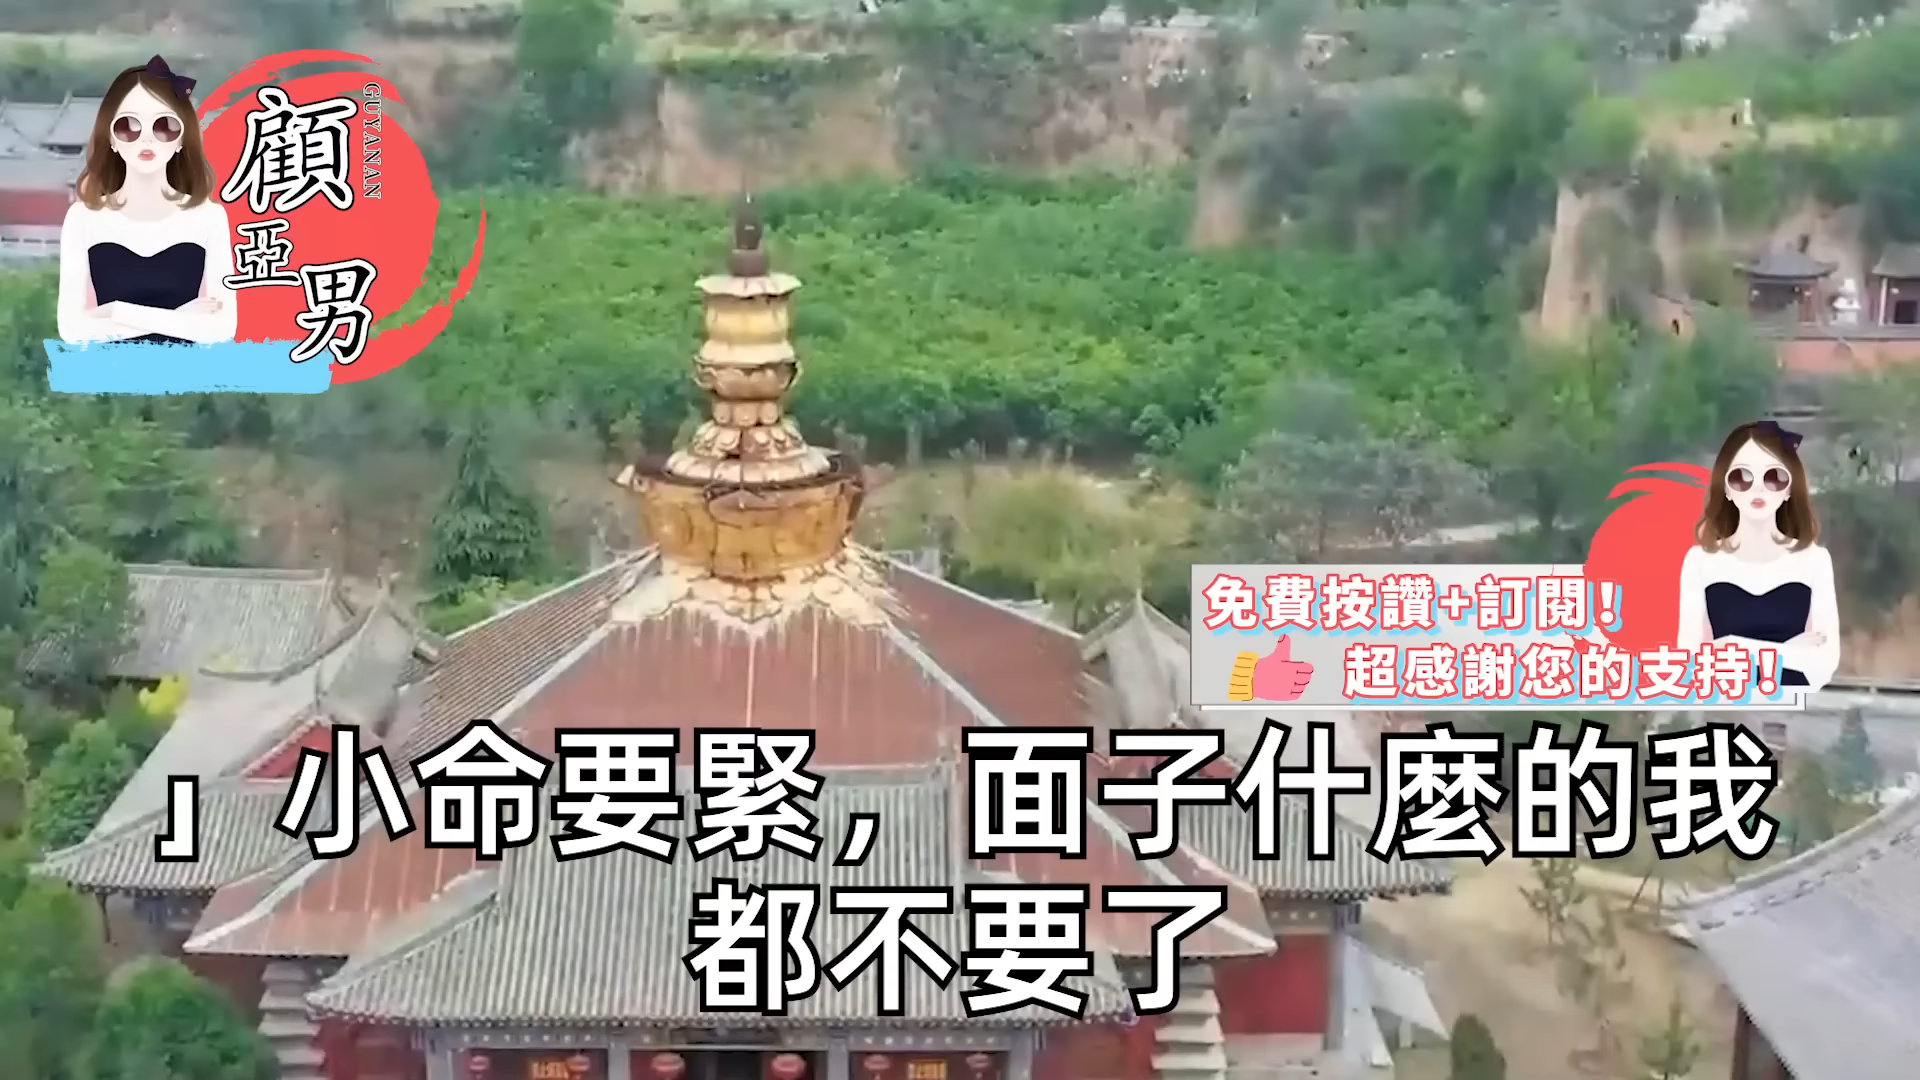 顧亞男
GUYANAN
免費按讚+訂閱!
超感謝您的支持!
」小命要緊，面子什麼的我
都不要了